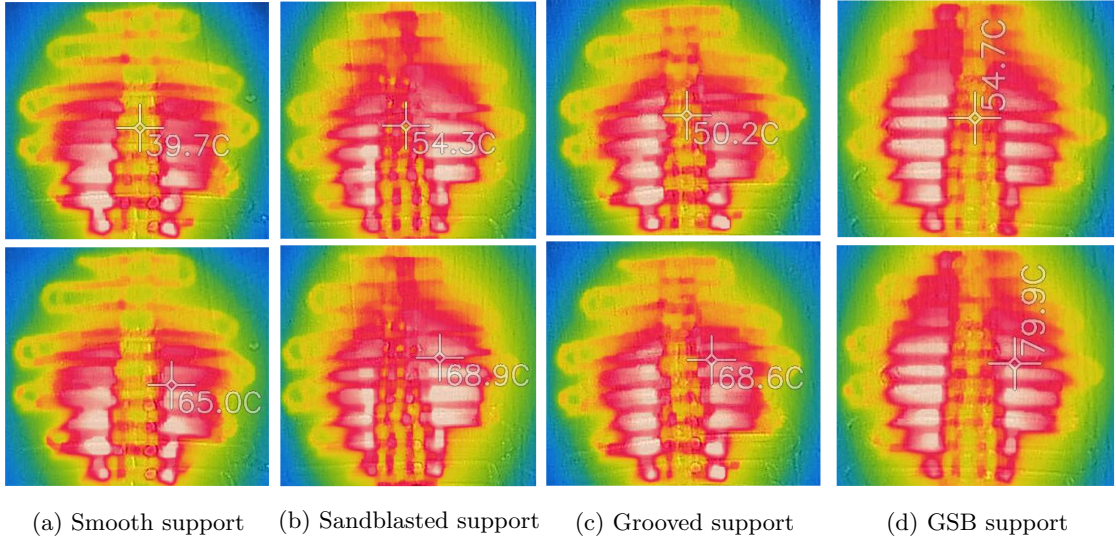 39.7C
54.3C
50.2C
54.7C
65.0C
68.9C
68.6C
79.9C
(a) Smooth support
(b) Sandblasted support
(c) Grooved support
(d) GSB support